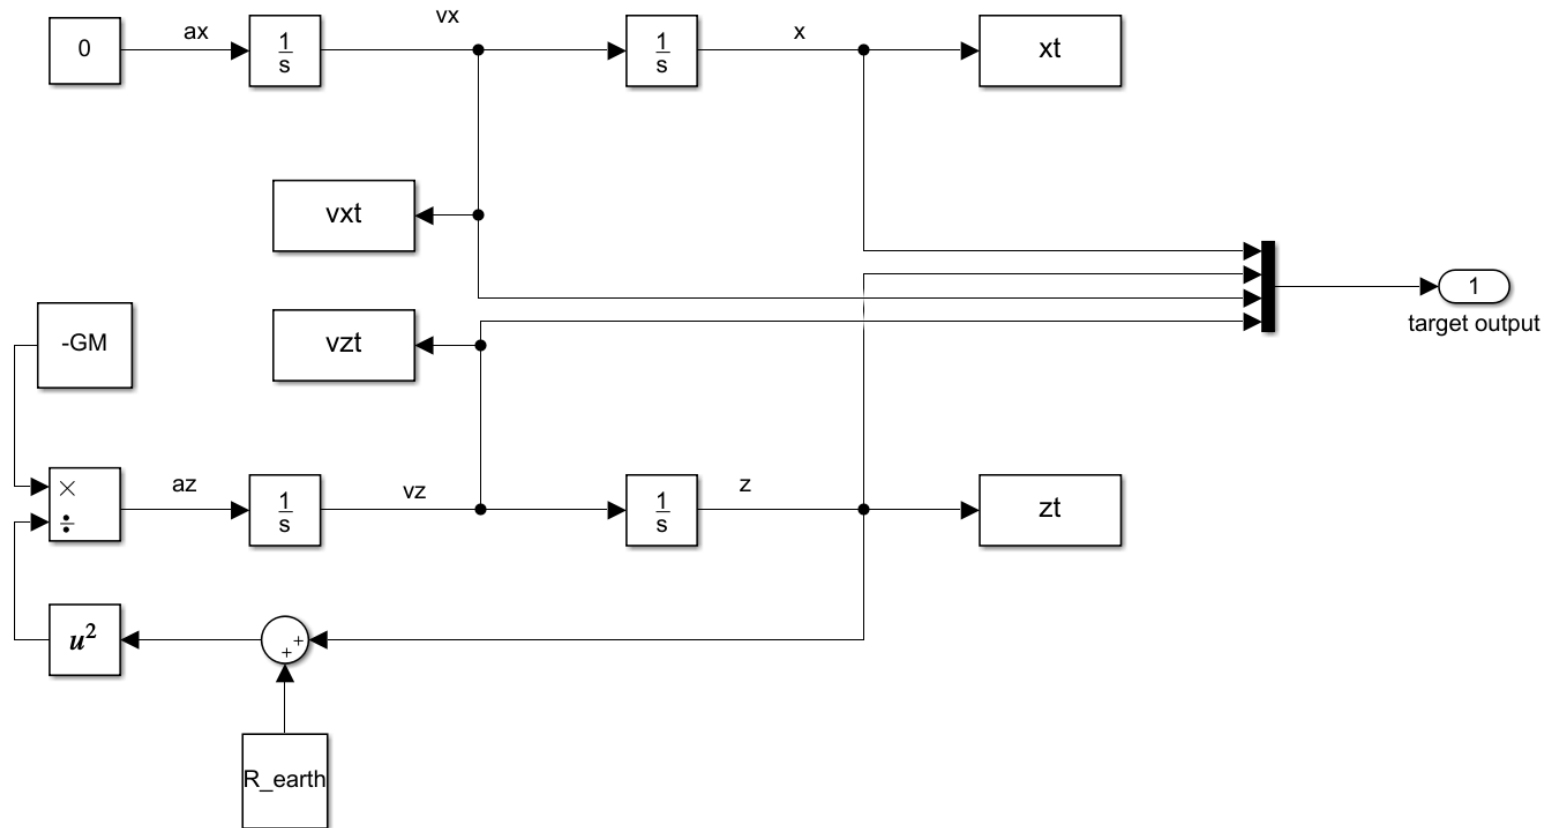 0
ax
1
s
vx
1
s
x
xt
vxt
-GM
vzt
1
target output
×
÷
az
1
s
vz
1
s
z
zt
u²
+
+
R_earth